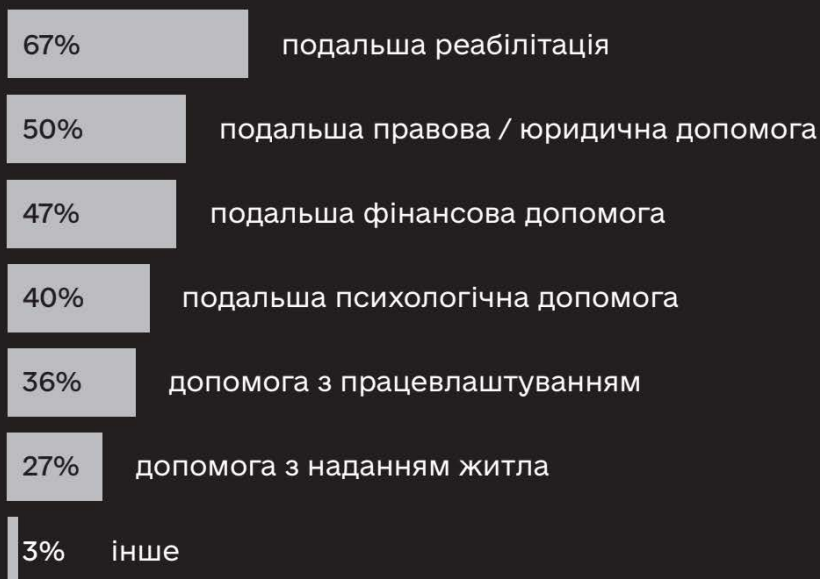 67% подальша реабілітація
50% подальша правова / юридична допомога
47% подальша фінансова допомога
40% подальша психологічна допомога
36% допомога з працевлаштуванням
27% допомога з наданням житла
3% інше